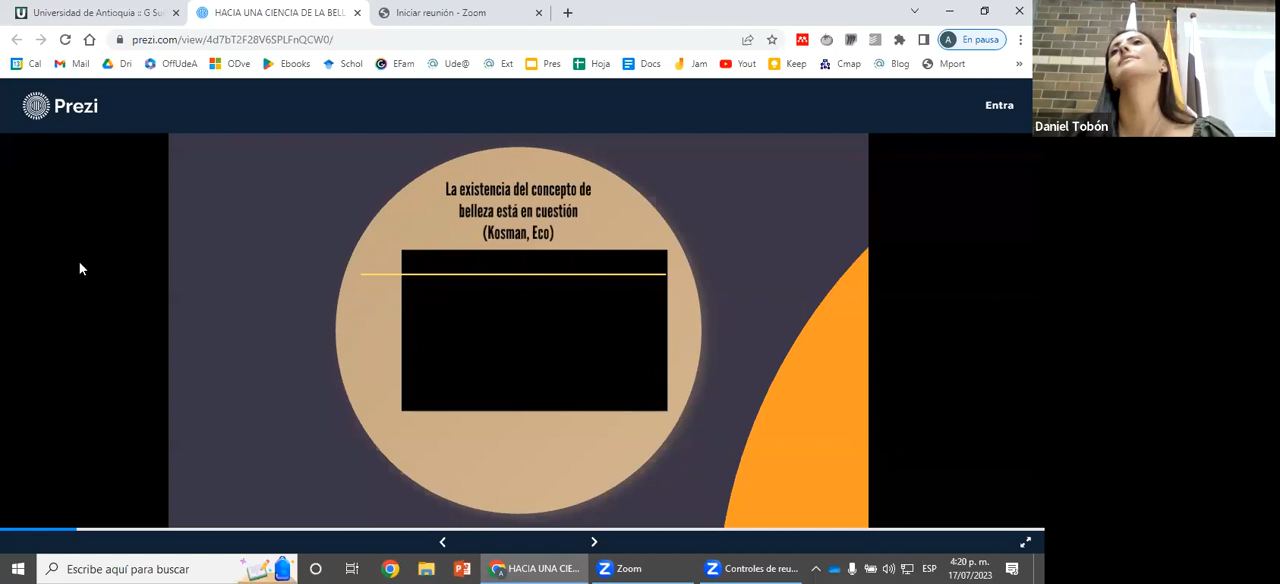 Universidad de Antioquia :: G Sui
HACIA UNA CIENCIA DE LA BELL
Iniciar reunión - Zoom
prezi.com/view/4d7bT2F28V6SPLFnQCW0/
A En pausa
Cal
Mail
Dri
OffUdeA
ODve
Ebooks
Schol
EFam
Ude@
Ext
Pres
Hoja
Docs
Jam
Yout
Keep
Cmap
Blog
Mport
»
Prezi
Entra
Daniel Tobón
La existencia del concepto de
belleza está en cuestión
(Kosman, Eco)
Escribe aquí para buscar
HACIA UNA CIE...
Zoom
Controles de reu...
ESP
4:20 p. m.
17/07/2023